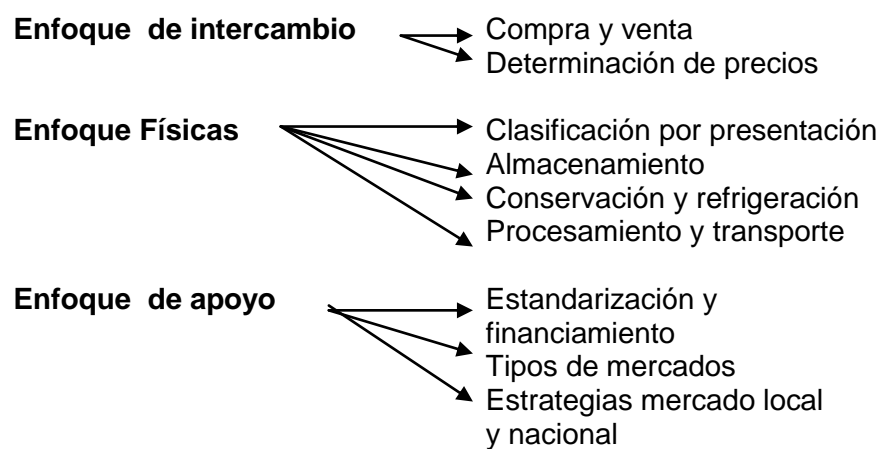 Enfoque de intercambio Compra y venta
Determinación de precios
Enfoque Físicas Clasificación por presentación
Almacenamiento
Conservación y refrigeración
Procesamiento y transporte
Enfoque de apoyo Estandarización y
financiamiento
Tipos de mercados
Estrategias mercado local
y nacional